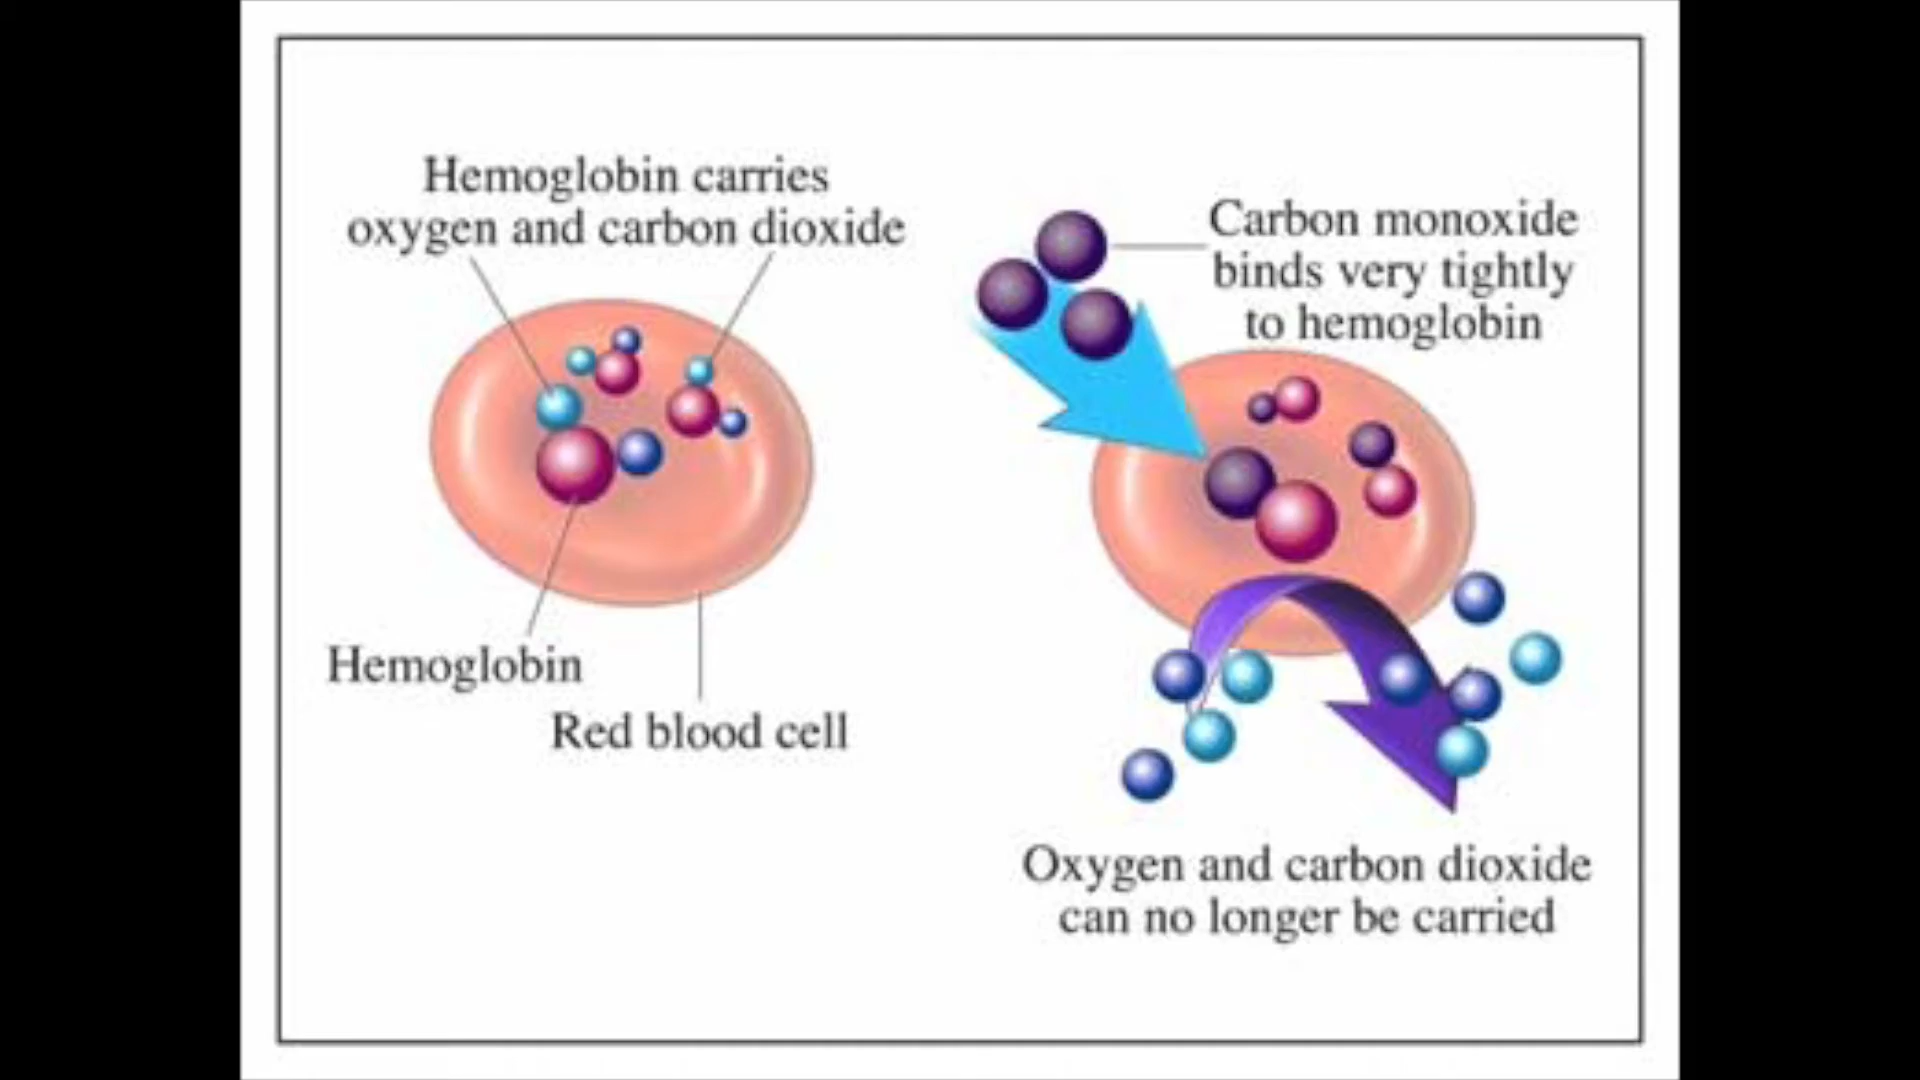 Hemoglobin carries
oxygen and carbon dioxide
Hemoglobin
Red blood cell
Carbon monoxide
binds very tightly
to hemoglobin
Oxygen and carbon dioxide
can no longer be carried